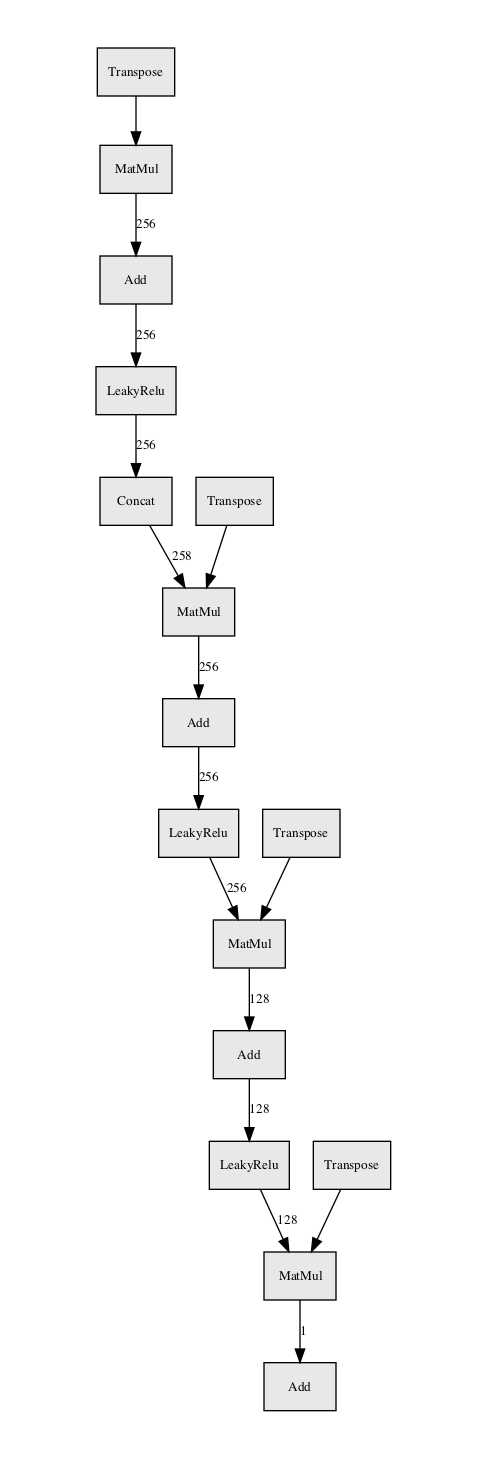 Transpose
MatMul
256
Add
256
LeakyRelu
256
Concat
Transpose
258
MatMul
256
Add
256
LeakyRelu
Transpose
256
MatMul
128
Add
128
LeakyRelu
Transpose
128
MatMul
1
Add